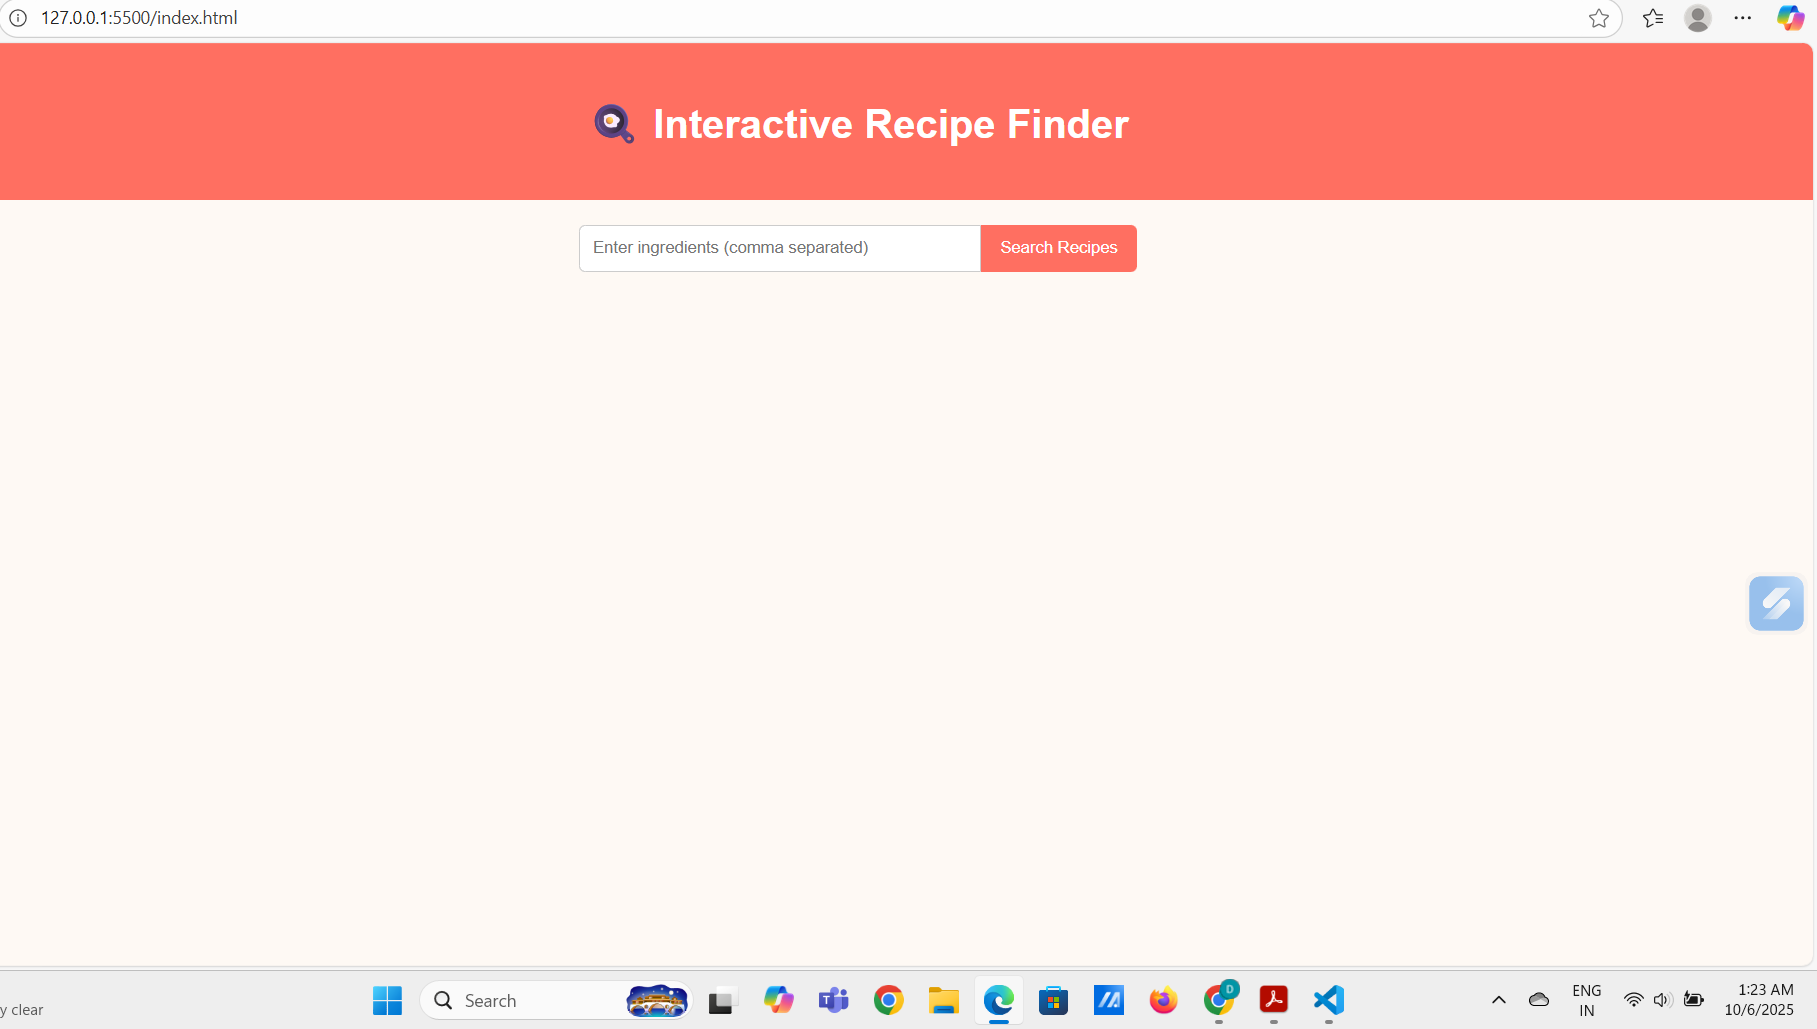 127.0.0.1:5500/index.html
Interactive Recipe Finder
Enter ingredients (comma separated)
Search Recipes
y clear
Search
T
D
ENG
IN
1:23 AM
10/6/2025